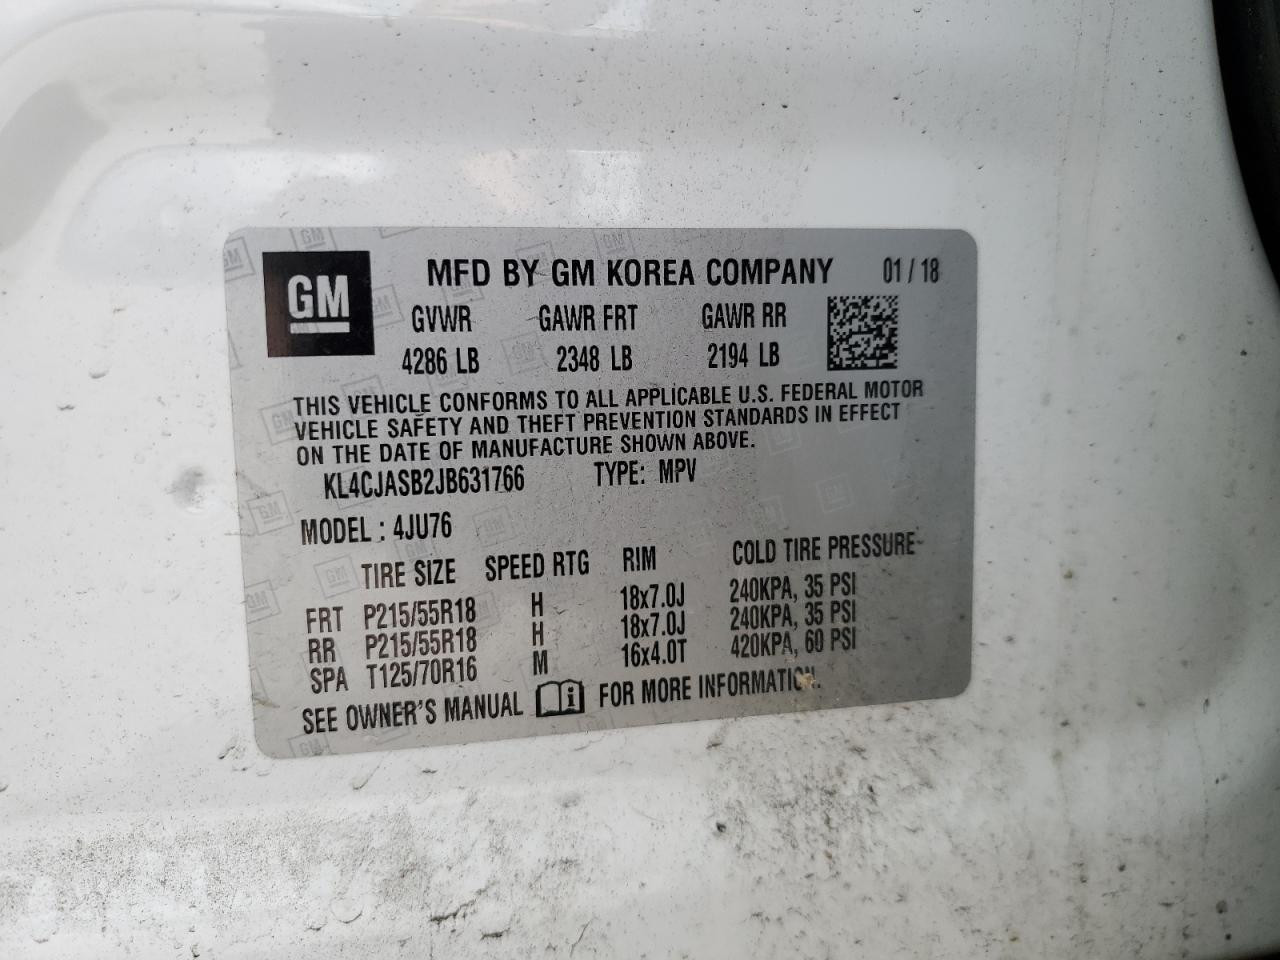 GM
MFD BY GM KOREA COMPANY 01 / 18
GVWR GAWR FRT GAWR RR
4286 LB 2348 LB 2194 LB
THIS VEHICLE CONFORMS TO ALL APPLICABLE U.S. FEDERAL MOTOR
VEHICLE SAFETY AND THEFT PREVENTION STANDARDS IN EFFECT
ON THE DATE OF MANUFACTURE SHOWN ABOVE.
KL4CJASB2JB631766 TYPE: MPV
MODEL : 4JU76
TIRE SIZE SPEED RTG RIM COLD TIRE PRESSURE
FRT P215/55R18 H 18x7.0J 240KPA, 35 PSI
RR P215/55R18 H 18x7.0J 240KPA, 35 PSI
SPA T125/70R16 M 16x4.0T 420KPA, 60 PSI
SEE OWNER'S MANUAL i FOR MORE INFORMATION.